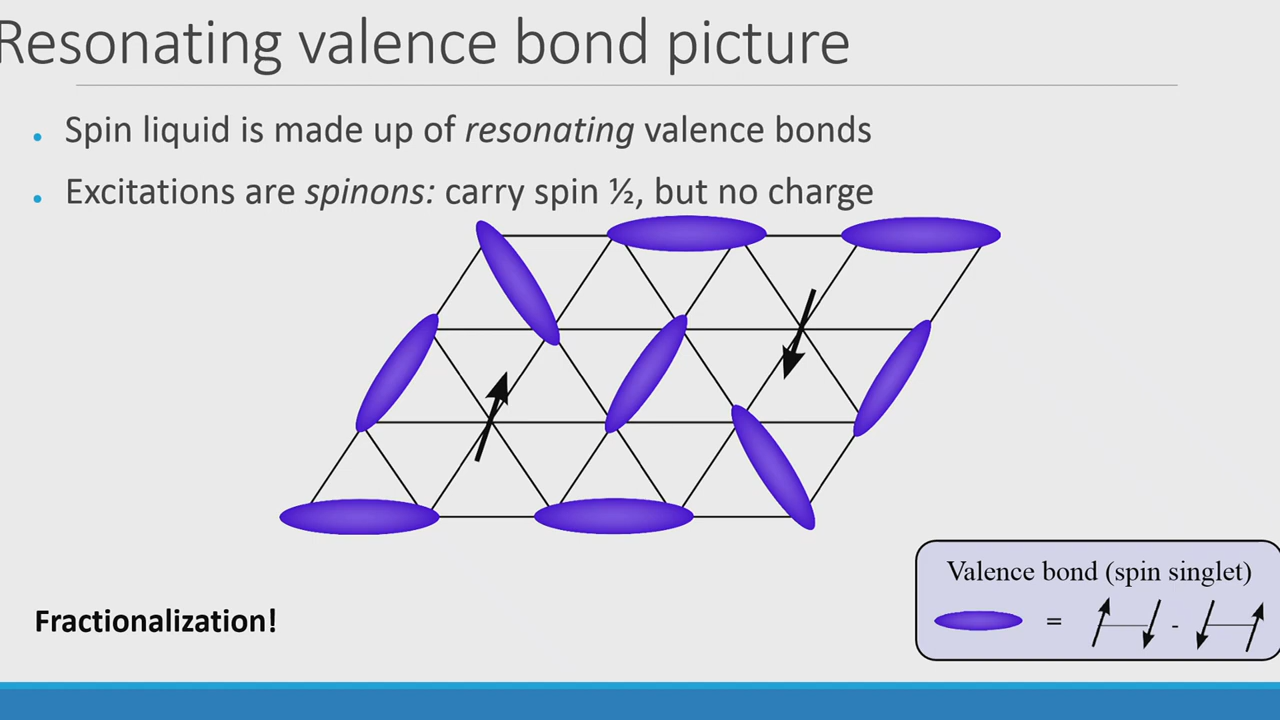 Resonating valence bond picture
Spin liquid is made up of resonating valence bonds
Excitations are spinons: carry spin ½, but no charge
Valence bond (spin singlet)
= -
Fractionalization!